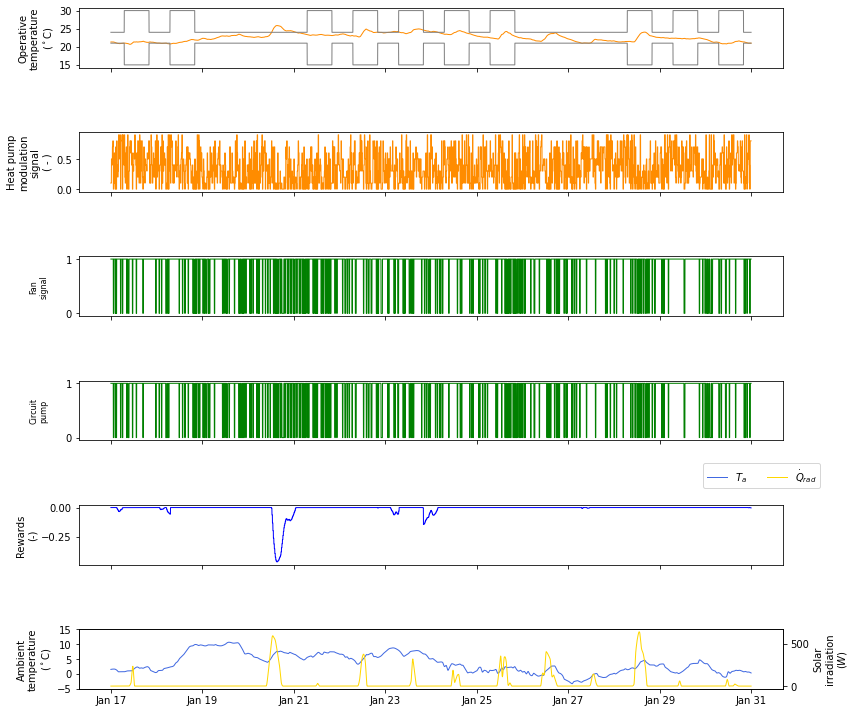 Operative
temperature
(°C)
30
25
20
15
Heat pump
modulation
signal
( - )
0.5
0.0
Fan
signal
1
0
Circuit
pump
1
0
T_a Q̇_rad
Rewards
(-)
0.00
−0.25
Ambient
temperature
(°C)
15
10
5
0
−5
500
0
Solar
irradiation
(W)
Jan 17 Jan 19 Jan 21 Jan 23 Jan 25 Jan 27 Jan 29 Jan 31